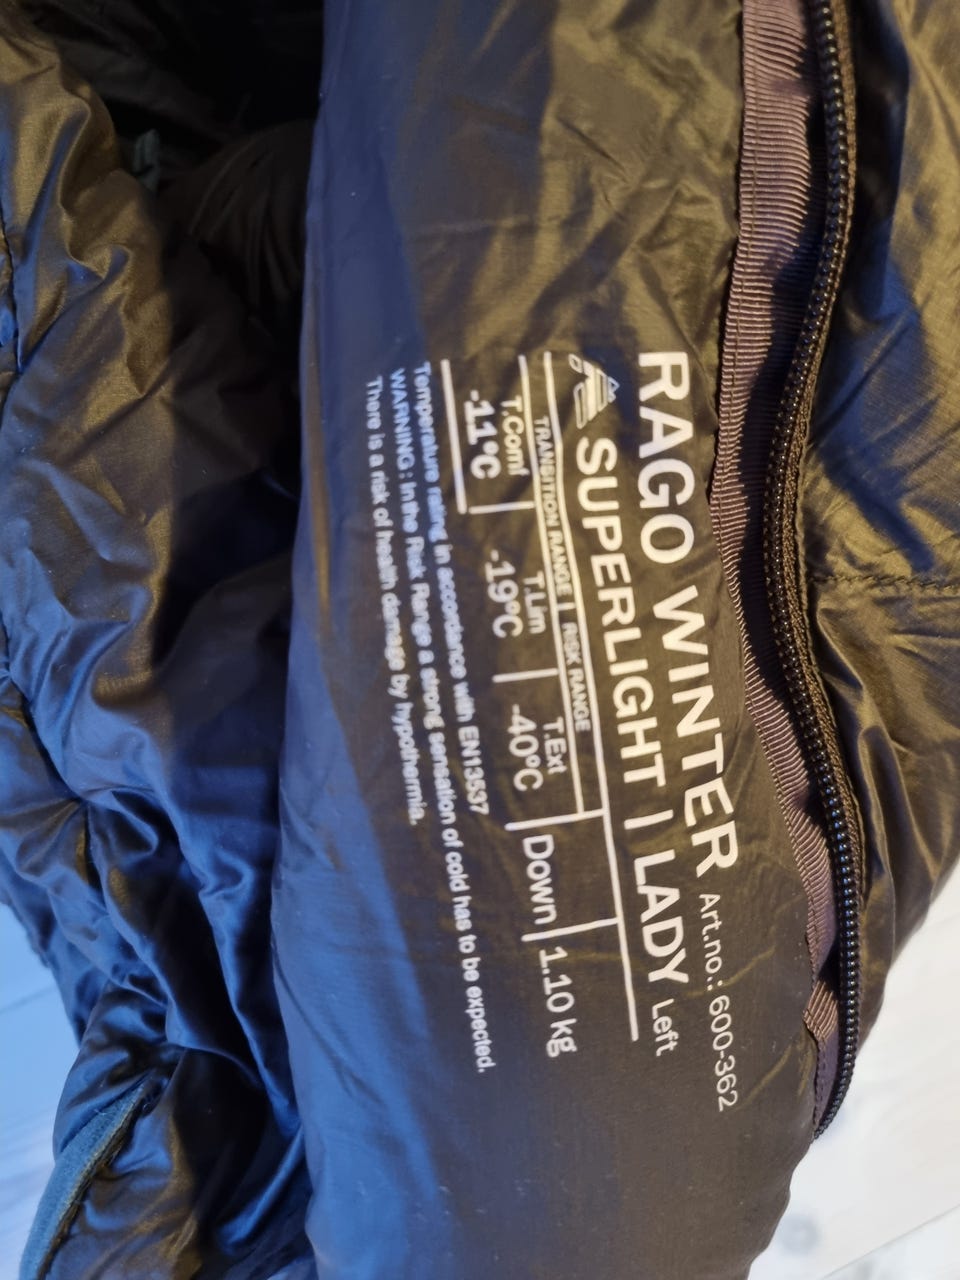 RAGO WINTER Art.no.: 600-362
SUPERLIGHT | LADY Left
TRANSITION RANGE | RISK RANGE
T.Comf T.Lim T.Ext
-11°C -19°C -40°C Down 1.10 kg
Temperature rating in accordance with EN13537
WARNING: In the Risk Range a strong sensation of cold has to be expected.
There is a risk of health damage by hypothermia.